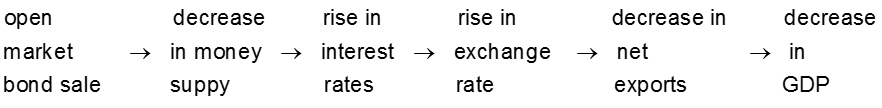 open decrease rise in rise in decrease in decrease
market → in money → interest → exchange → net → in
bond sale suppy rates rate exports GDP